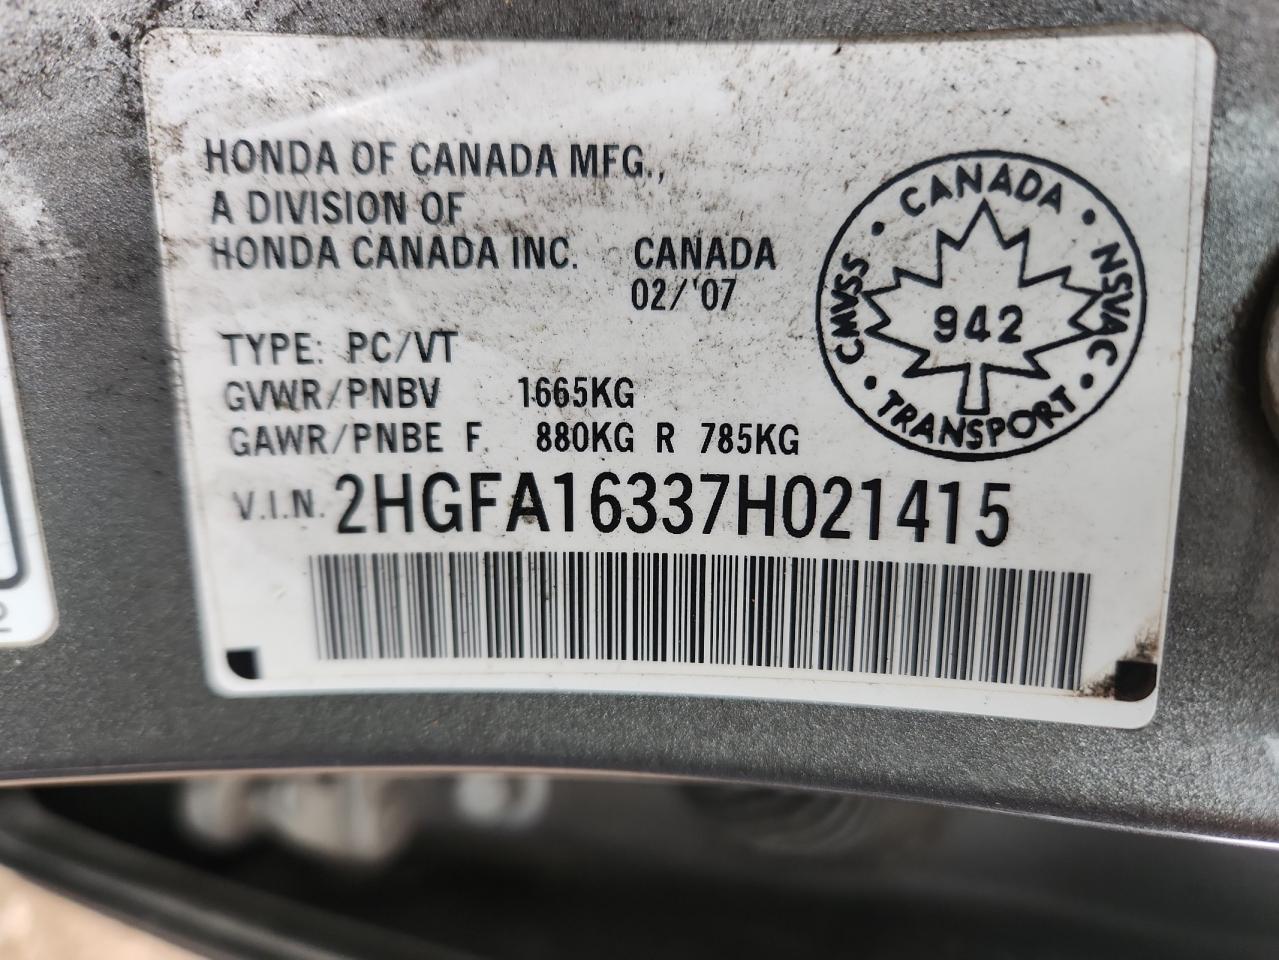 HONDA OF CANADA MFG.,
A DIVISION OF
HONDA CANADA INC. CANADA
02/'07
TYPE: PC/VT
GVWR/PNBV 1665KG
GAWR/PNBE F 880KG R 785KG
V.I.N. 2HGFA16337H021415
CANADA • NSVAC • TRANSPORT • CMVSS •
942
2